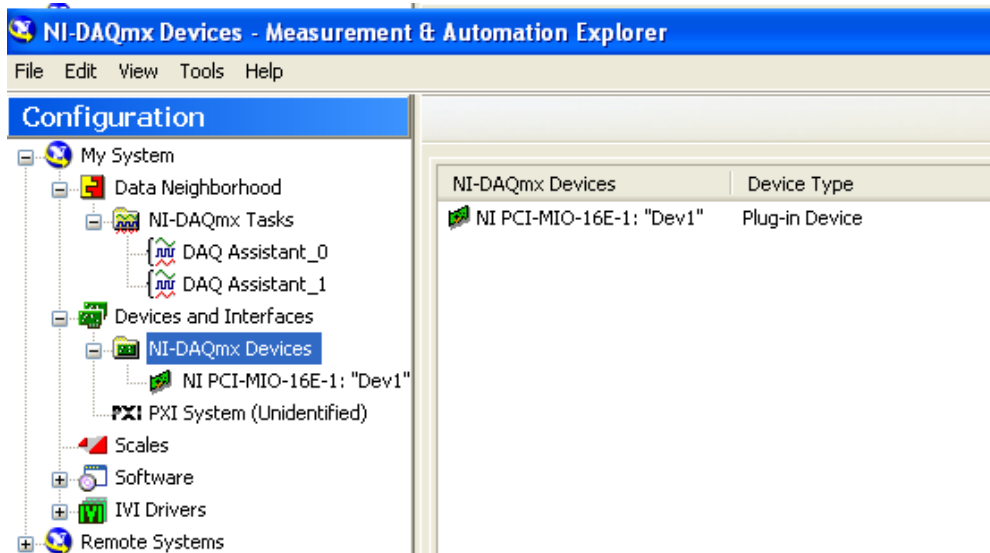 NI-DAQmx Devices - Measurement & Automation Explorer
File Edit View Tools Help
Configuration
My System
Data Neighborhood
NI-DAQmx Tasks
DAQ Assistant_0
DAQ Assistant_1
Devices and Interfaces
NI-DAQmx Devices
NI PCI-MIO-16E-1: "Dev1"
PXI PXI System (Unidentified)
Scales
Software
IVI Drivers
Remote Systems
NI-DAQmx Devices Device Type
NI PCI-MIO-16E-1: "Dev1" Plug-in Device